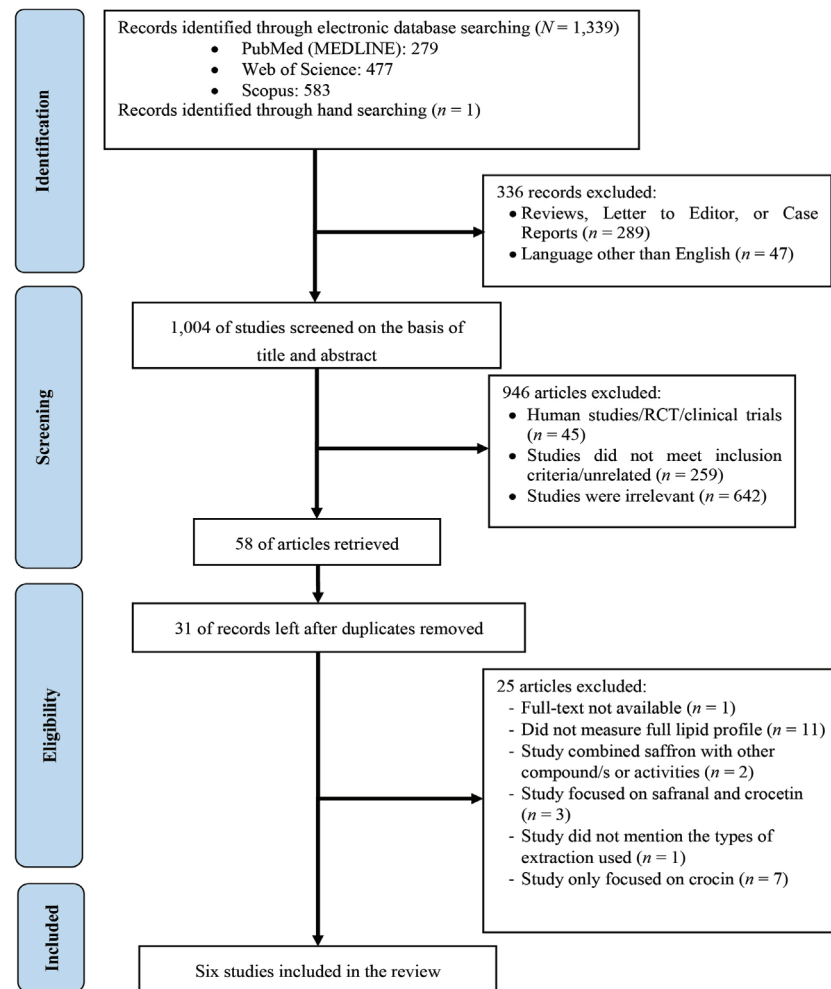 Identification
Records identified through electronic database searching (N = 1,339)
• PubMed (MEDLINE): 279
• Web of Science: 477
• Scopus: 583
Records identified through hand searching (n = 1)
336 records excluded:
• Reviews, Letter to Editor, or Case
Reports (n = 289)
• Language other than English (n = 47)
Screening
1,004 of studies screened on the basis of
title and abstract
946 articles excluded:
• Human studies/RCT/clinical trials
(n = 45)
• Studies did not meet inclusion
criteria/unrelated (n = 259)
• Studies were irrelevant (n = 642)
58 of articles retrieved
Eligibility
31 of records left after duplicates removed
25 articles excluded:
- Full-text not available (n = 1)
- Did not measure full lipid profile (n = 11)
- Study combined saffron with other
compound/s or activities (n = 2)
- Study focused on safranal and crocetin
(n = 3)
- Study did not mention the types of
extraction used (n = 1)
- Study only focused on crocin (n = 7)
Included
Six studies included in the review